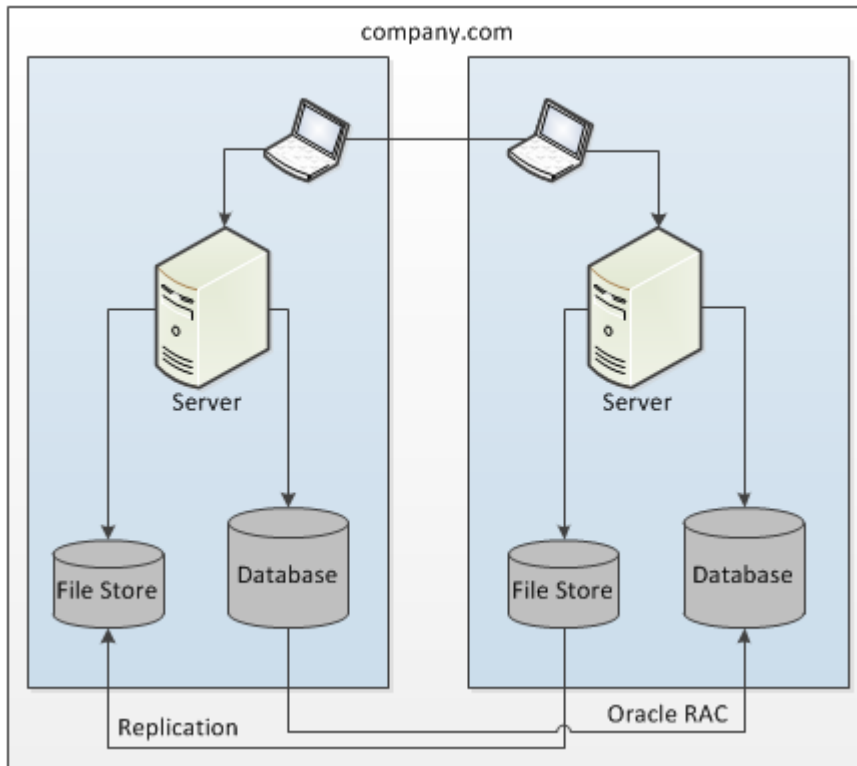 company.com
Server
Server
File Store
Database
File Store
Database
Replication
Oracle RAC